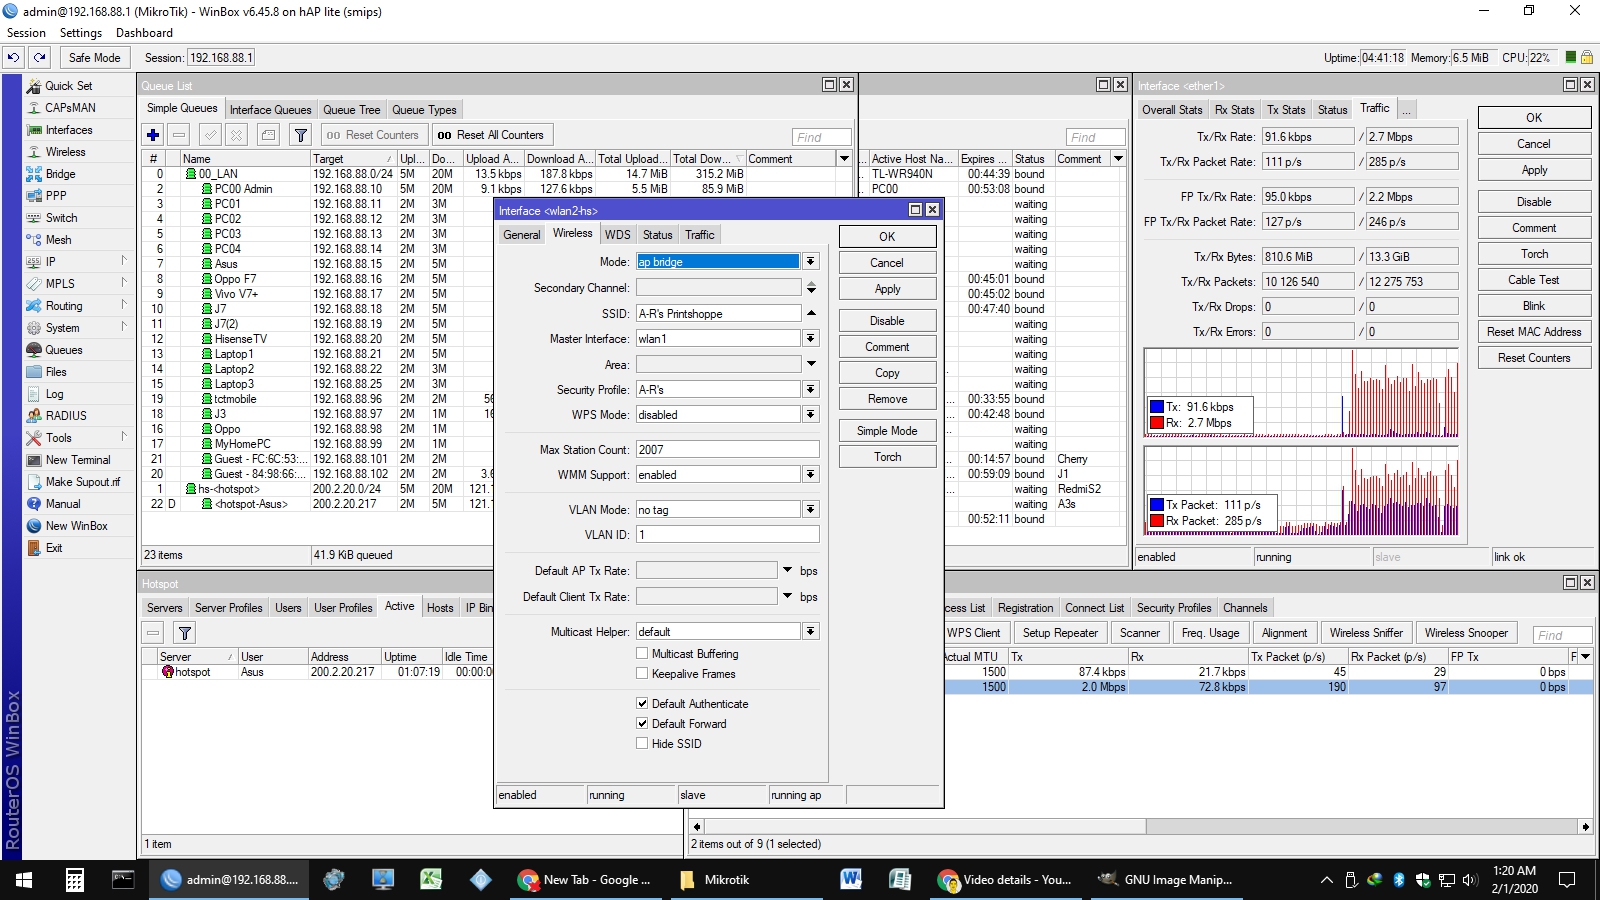 admin@192.168.88.1 (MikroTik) - WinBox v6.45.8 on hAP lite (smips)
Session Settings Dashboard
Safe Mode Session: 192.168.88.1 Uptime: 04:41:18 Memory: 6.5 MiB CPU: 22%
Quick Set
CAPsMAN
Interfaces
Wireless
Bridge
PPP
Switch
Mesh
IP
MPLS
Routing
System
Queues
Files
Log
RADIUS
Tools
New Terminal
Make Supout.rif
Manual
New WinBox
Exit
RouterOS WinBox
Queue List
Simple Queues Interface Queues Queue Tree Queue Types
00 Reset Counters 00 Reset All Counters Find
# Name Target Upl... Do... Upload A... Download A... Total Upload... Total Dow... Comment
0 00_LAN 192.168.88.0/24 5M 20M 13.5 kbps 187.8 kbps 14.7 MiB 315.2 MiB
2 PC00 Admin 192.168.88.10 5M 20M 9.1 kbps 127.6 kbps 5.5 MiB 85.9 MiB
3 PC01 192.168.88.11 2M 3M
4 PC02 192.168.88.12 2M 3M
5 PC03 192.168.88.13 2M 3M
6 PC04 192.168.88.14 2M 3M
7 Asus 192.168.88.15 2M 5M
8 Oppo F7 192.168.88.16 2M 5M
9 Vivo V7+ 192.168.88.17 2M 5M
10 J7 192.168.88.18 2M 5M
11 J7(2) 192.168.88.19 2M 5M
12 HisenseTV 192.168.88.20 2M 5M
13 Laptop1 192.168.88.21 2M 5M
14 Laptop2 192.168.88.22 2M 3M
15 Laptop3 192.168.88.25 2M 3M
19 tctmobile 192.168.88.96 2M 2M
18 J3 192.168.88.97 2M 1M
16 Oppo 192.168.88.98 2M 1M
17 MyHomePC 192.168.88.99 2M 1M
21 Guest - FC:6C:53:... 192.168.88.101 2M 2M
20 Guest - 84:98:66:... 192.168.88.102 2M 2M
1 hs-<hotspot> 200.2.20.0/24 5M 20M
22 D <hotspot-Asus> 200.2.20.217 2M 5M
23 items 41.9 KiB queued
Find
Active Host Na... Expires ... Status Comment
TL-WR940N 00:44:39 bound
PC00 00:53:08 bound
waiting
waiting
waiting
waiting
waiting
00:45:01 bound
00:45:02 bound
00:47:40 bound
waiting
waiting
waiting
waiting
waiting
00:33:55 bound
00:42:48 bound
waiting
waiting
00:14:57 bound Cherry
00:59:09 bound J1
waiting RedmiS2
waiting A3s
00:52:11 bound
Interface <wlan2-hs>
General Wireless WDS Status Traffic
Mode: ap bridge
Secondary Channel:
SSID: A-R's Printshoppe
Master Interface: wlan1
Area:
Security Profile: A-R's
WPS Mode: disabled
Max Station Count: 2007
WMM Support: enabled
VLAN Mode: no tag
VLAN ID: 1
Default AP Tx Rate: bps
Default Client Tx Rate: bps
Multicast Helper: default
Multicast Buffering
Keepalive Frames
Default Authenticate
Default Forward
Hide SSID
OK
Cancel
Apply
Disable
Comment
Copy
Remove
Simple Mode
Torch
enabled running slave running ap
Interface <ether1>
Overall Stats Rx Stats Tx Stats Status Traffic ...
Tx/Rx Rate: 91.6 kbps / 2.7 Mbps
Tx/Rx Packet Rate: 111 p/s / 285 p/s
FP Tx/Rx Rate: 95.0 kbps / 2.2 Mbps
FP Tx/Rx Packet Rate: 127 p/s / 246 p/s
Tx/Rx Bytes: 810.6 MiB / 13.3 GiB
Tx/Rx Packets: 10 126 540 / 12 275 753
Tx/Rx Drops: 0 / 0
Tx/Rx Errors: 0 / 0
Tx: 91.6 kbps
Rx: 2.7 Mbps
Tx Packet: 111 p/s
Rx Packet: 285 p/s
OK
Cancel
Apply
Disable
Comment
Torch
Cable Test
Blink
Reset MAC Address
Reset Counters
enabled running slave link ok
Hotspot
Servers Server Profiles Users User Profiles Active Hosts IP Bin
Server User Address Uptime Idle Time
hotspot Asus 200.2.20.217 01:07:19 00:00:0
1 item
cess List Registration Connect List Security Profiles Channels
WPS Client Setup Repeater Scanner Freq. Usage Alignment Wireless Sniffer Wireless Snooper Find
Actual MTU Tx Rx Tx Packet (p/s) Rx Packet (p/s) FP Tx F
1500 87.4 kbps 21.7 kbps 45 29 0 bps
1500 2.0 Mbps 72.8 kbps 190 97 0 bps
2 items out of 9 (1 selected)
admin@192.168.88.... New Tab - Google ... Mikrotik Video details - You... GNU Image Manip... 1:20 AM
2/1/2020